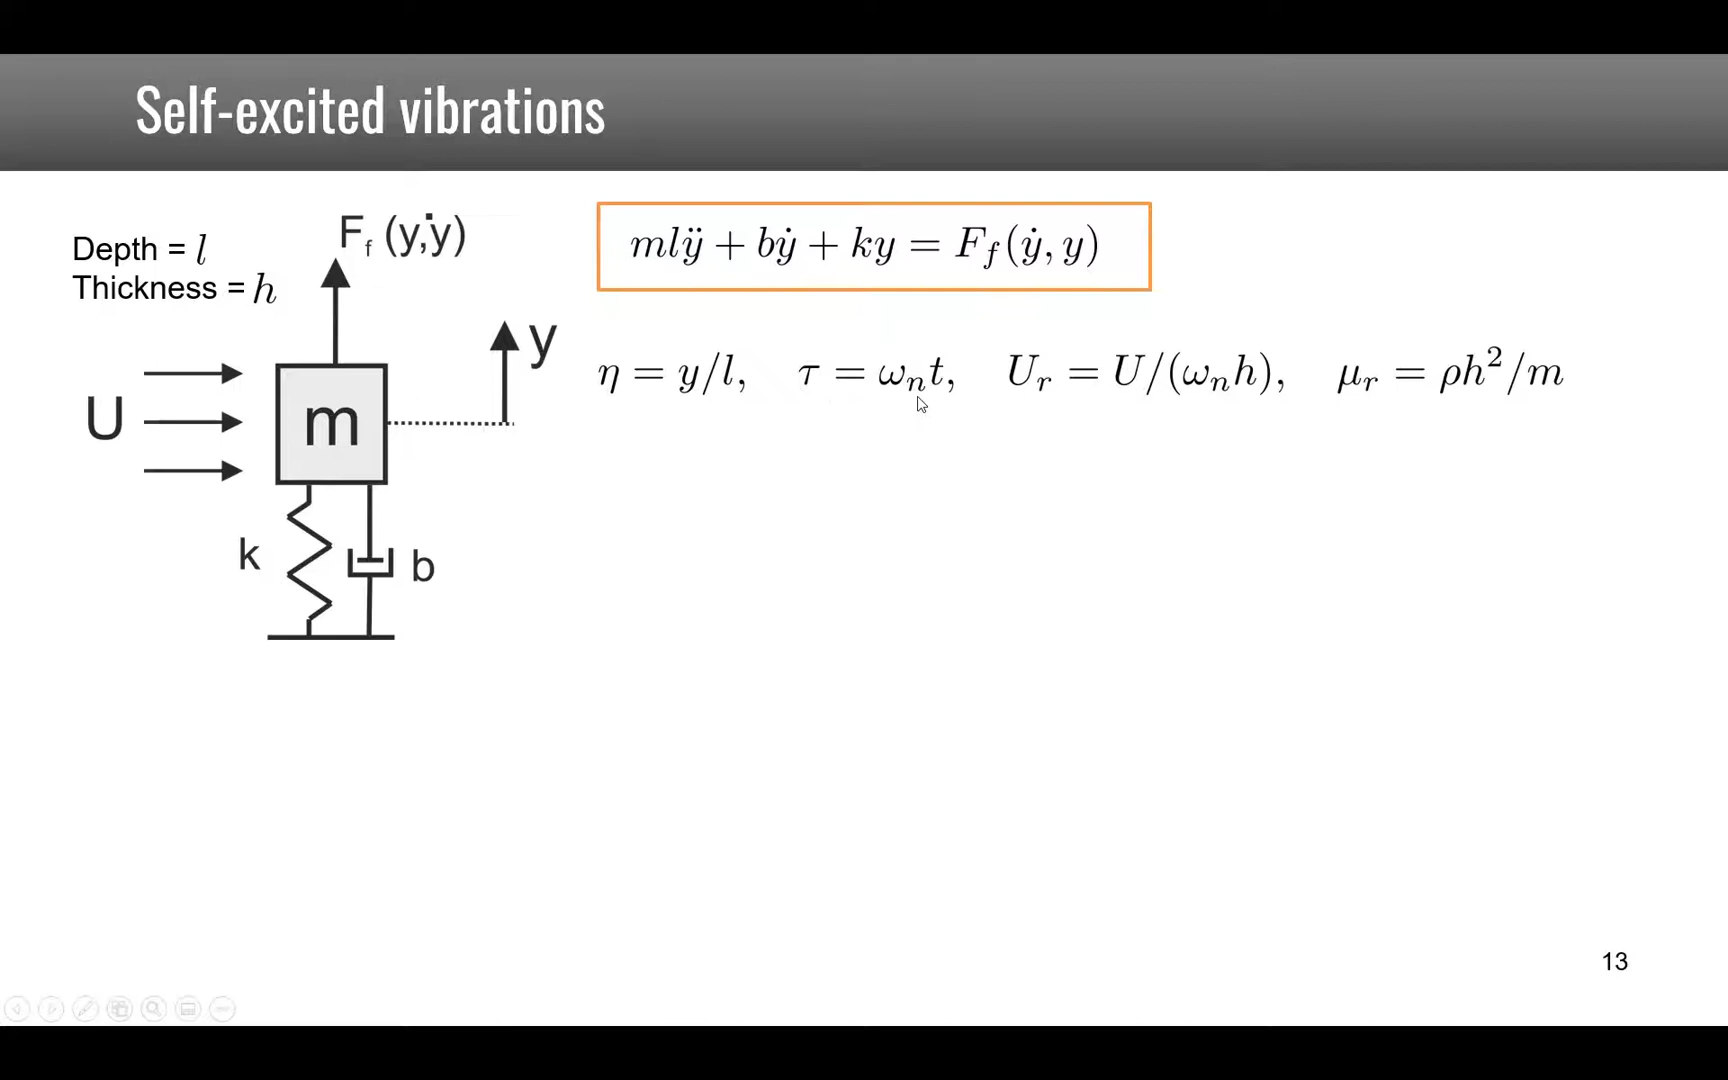 Self-excited vibrations
Depth = l
Thickness = h
F_f (y,ẏ)
mlÿ + bẏ + ky = F_f(ẏ, y)
y
η = y/l, τ = ω_n t, U_r = U/(ω_n h), μ_r = ρh²/m
U
m
k
b
13